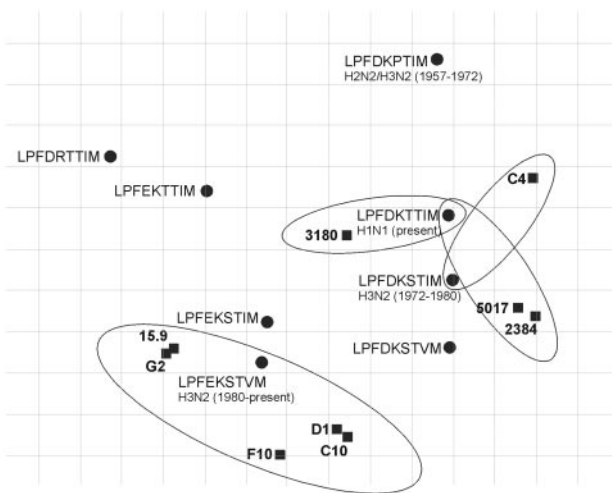 LPFDKPTIM
H2N2/H3N2 (1957-1972)
LPFDRTTIM
LPFEKTTIM
C4
LPFDKTTIM
H1N1 (present)
3180
LPFDKSTIM
H3N2 (1972-1980)
5017
2384
LPFEKSTIM
15.9
G2
LPFDKSTVM
LPFEKSTVM
H3N2 (1980-present)
D1
C10
F10